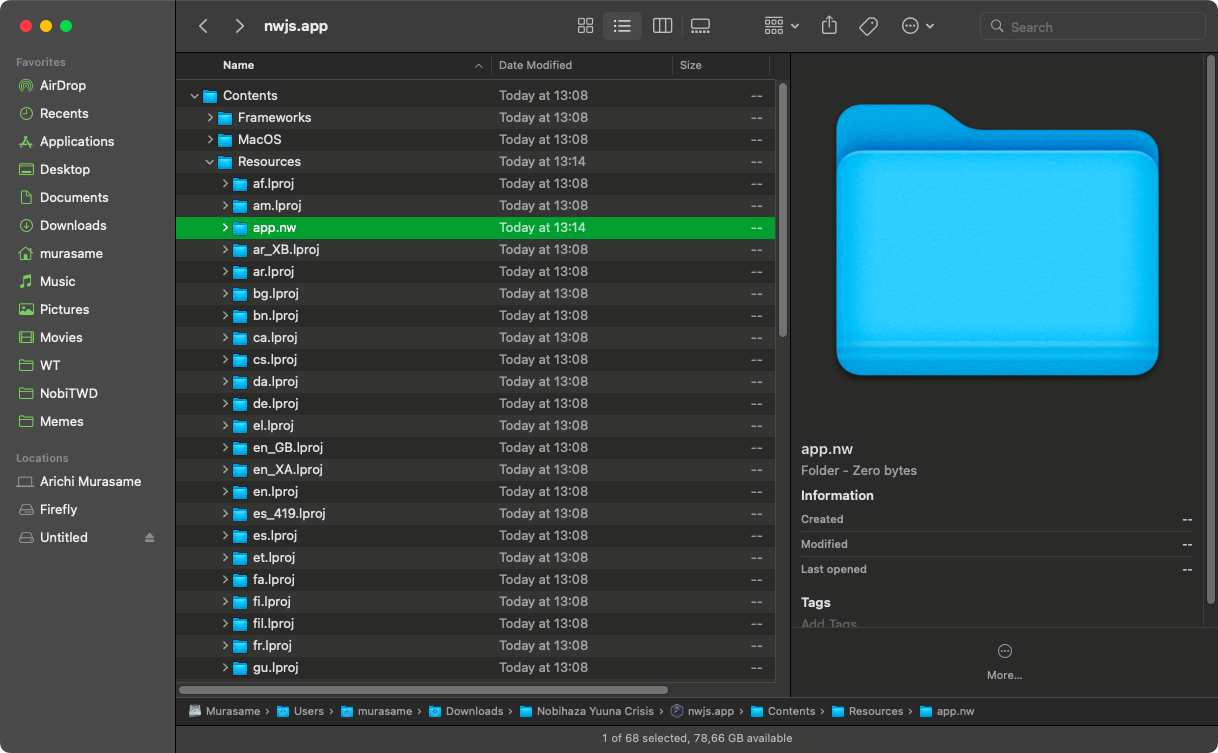 nwjs.app
Search
Favorites
AirDrop
Recents
Applications
Desktop
Documents
Downloads
murasame
Music
Pictures
Movies
WT
NobiTWD
Memes
Locations
Arichi Murasame
Firefly
Untitled
Name Date Modified Size
Contents Today at 13:08 --
Frameworks Today at 13:08 --
MacOS Today at 13:08 --
Resources Today at 13:14 --
af.lproj Today at 13:08 --
am.lproj Today at 13:08 --
app.nw Today at 13:14 --
ar_XB.lproj Today at 13:08 --
ar.lproj Today at 13:08 --
bg.lproj Today at 13:08 --
bn.lproj Today at 13:08 --
ca.lproj Today at 13:08 --
cs.lproj Today at 13:08 --
da.lproj Today at 13:08 --
de.lproj Today at 13:08 --
el.lproj Today at 13:08 --
en_GB.lproj Today at 13:08 --
en_XA.lproj Today at 13:08 --
en.lproj Today at 13:08 --
es_419.lproj Today at 13:08 --
es.lproj Today at 13:08 --
et.lproj Today at 13:08 --
fa.lproj Today at 13:08 --
fi.lproj Today at 13:08 --
fil.lproj Today at 13:08 --
fr.lproj Today at 13:08 --
gu.lproj Today at 13:08 --
app.nw
Folder - Zero bytes
Information
Created --
Modified --
Last opened --
Tags
Add Tags
More...
Murasame › Users › murasame › Downloads › Nobihaza Yuuna Crisis › nwjs.app › Contents › Resources › app.nw
1 of 68 selected, 78,66 GB available